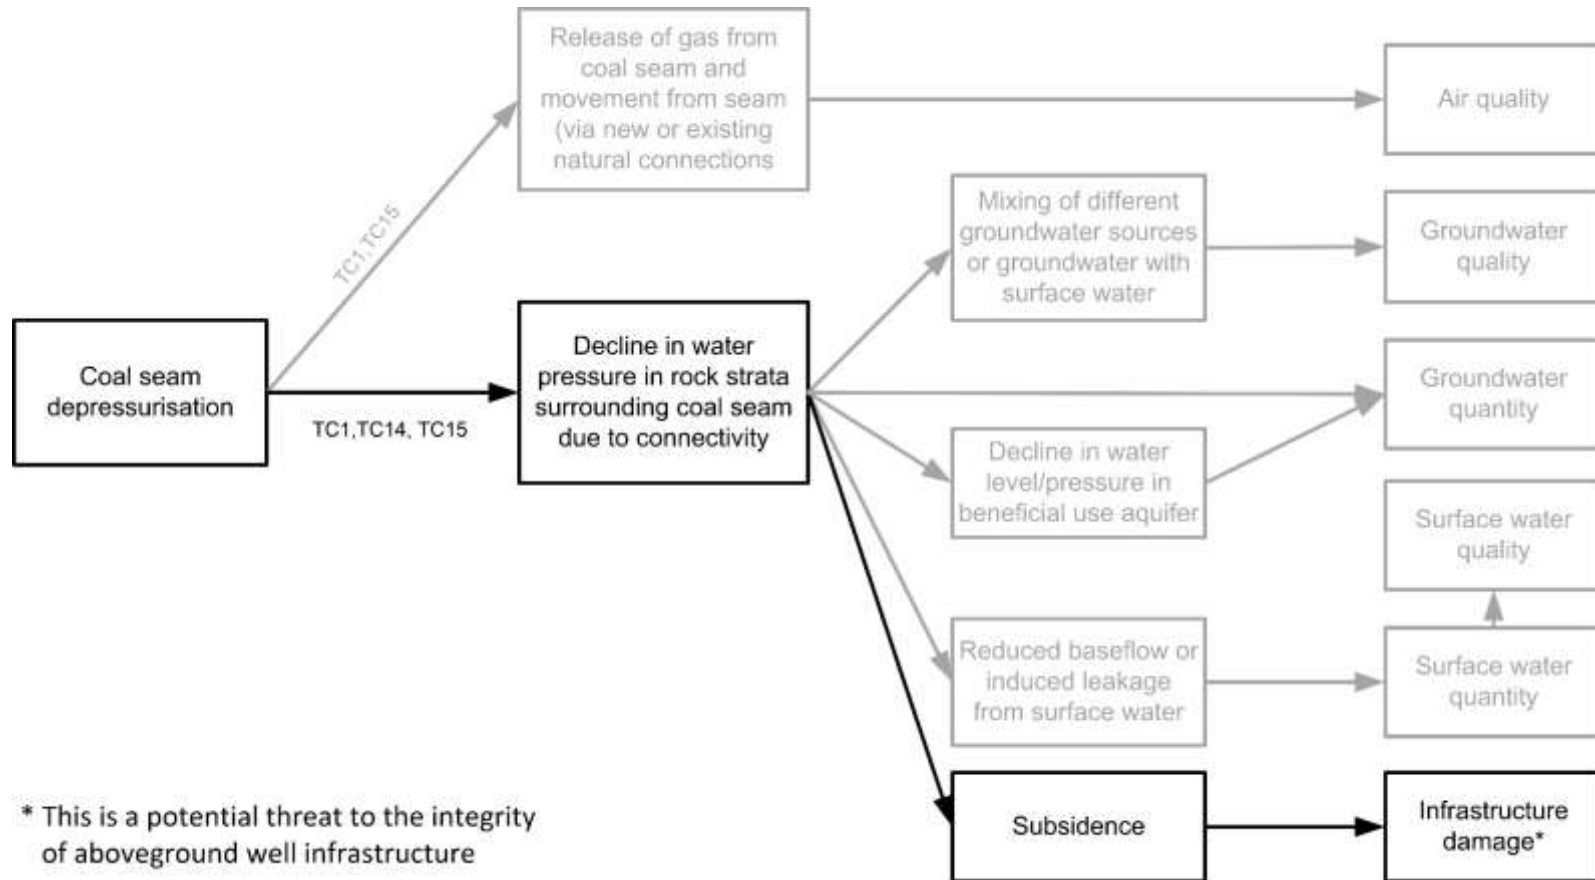 Release of gas from
coal seam and
movement from seam
(via new or existing
natural connections
Air quality
TC1,TC15
Mixing of different
groundwater sources
or groundwater with
surface water
Groundwater
quality
Coal seam
depressurisation
TC1,TC14, TC15
Decline in water
pressure in rock strata
surrounding coal seam
due to connectivity
Groundwater
quantity
Decline in water
level/pressure in
beneficial use aquifer
Surface water
quality
Reduced baseflow or
induced leakage
from surface water
Surface water
quantity
Subsidence
Infrastructure
damage*
* This is a potential threat to the integrity
of aboveground well infrastructure